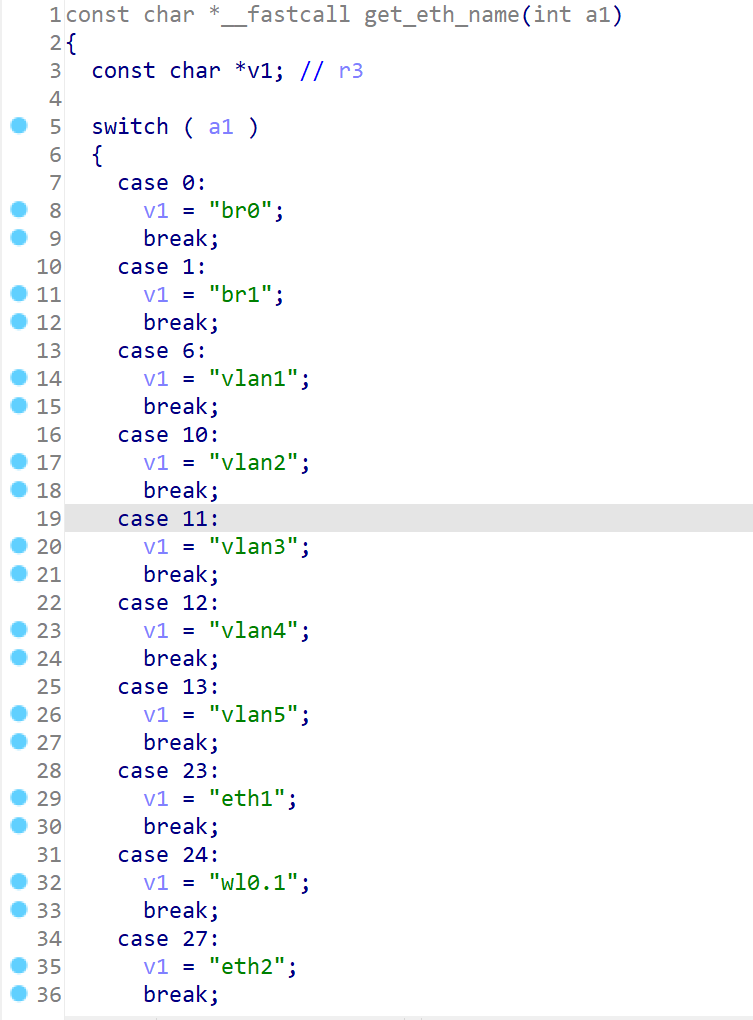 1 const char *__fastcall get_eth_name(int a1)
2 {
3   const char *v1; // r3
4
5   switch ( a1 )
6   {
7     case 0:
8       v1 = "br0";
9       break;
10     case 1:
11       v1 = "br1";
12       break;
13     case 6:
14       v1 = "vlan1";
15       break;
16     case 10:
17       v1 = "vlan2";
18       break;
19     case 11:
20       v1 = "vlan3";
21       break;
22     case 12:
23       v1 = "vlan4";
24       break;
25     case 13:
26       v1 = "vlan5";
27       break;
28     case 23:
29       v1 = "eth1";
30       break;
31     case 24:
32       v1 = "wl0.1";
33       break;
34     case 27:
35       v1 = "eth2";
36       break;